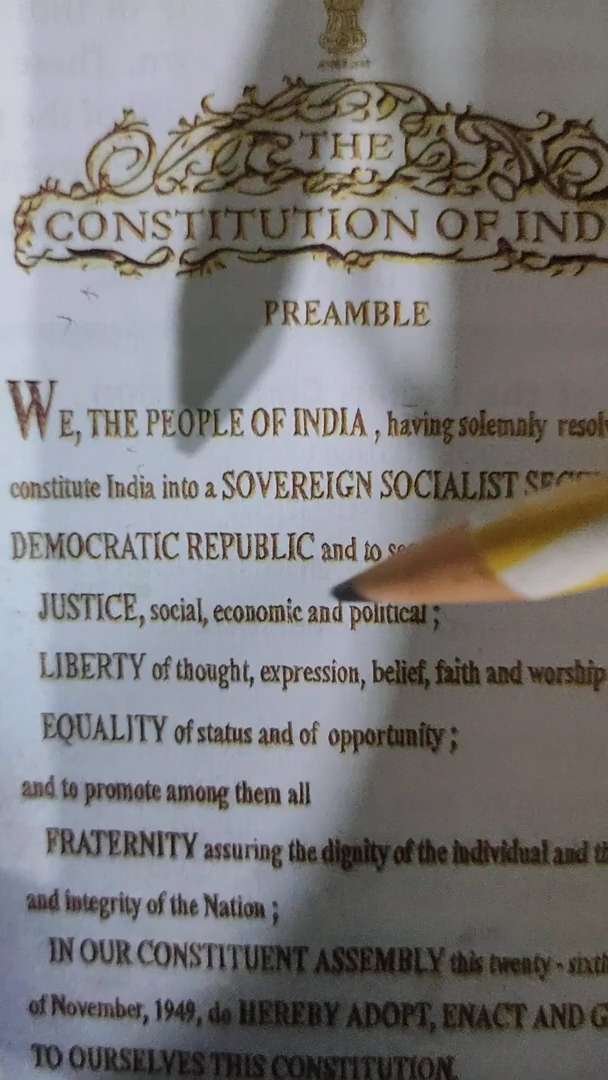 THE
CONSTITUTION OF IND
PREAMBLE
WE, THE PEOPLE OF INDIA , having solemnly resol
constitute India into a SOVEREIGN SOCIALIST
DEMOCRATIC REPUBLIC and to
JUSTICE, social, economic and political ;
LIBERTY of thought, expression, belief, faith and worship
EQUALITY of status and of opportunity ;
and to promote among them all
FRATERNITY assuring the dignity of the individual and th
and integrity of the Nation ;
IN OUR CONSTITUENT ASSEMBLY this twenty - sixth
of November, 1949, do HEREBY ADOPT, ENACT AND G
TO OURSELVES THIS CONSTITUTION.